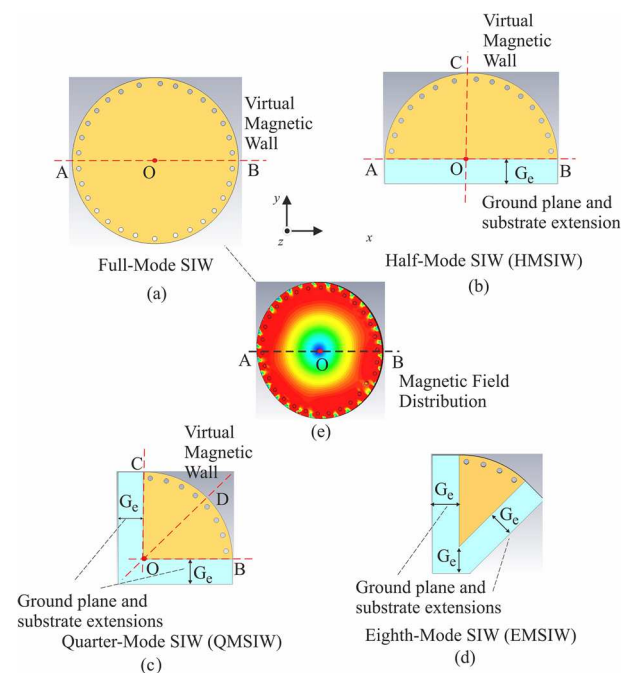 Virtual
Magnetic
Wall
A
O
B
Full-Mode SIW
(a)
Virtual
Magnetic
Wall
C
A
O
Ge
B
Ground plane and
substrate extension
Half-Mode SIW (HMSIW)
(b)
y
z
x
A
O
B
Magnetic Field
Distribution
(e)
Virtual
Magnetic
Wall
C
D
Ge
O
Ge
B
Ground plane and
substrate extensions
Quarter-Mode SIW (QMSIW)
(c)
Ge
Ge
Ge
Ground plane and
substrate extensions
Eighth-Mode SIW (EMSIW)
(d)